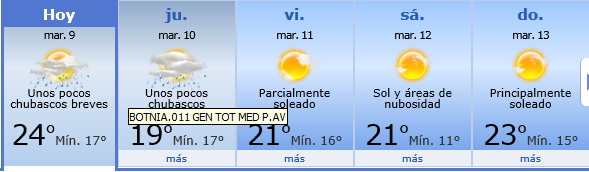 Hoy
mar. 9
Unos pocos
chubascos breves
24° Mín. 17°
ju.
mar. 10
Unos pocos
chubascos
BOTNIA.011 GEN TOT MED P.AV
19° Mín. 17°
más
vi.
mar. 11
Parcialmente
soleado
21° Mín. 16°
más
sá.
mar. 12
Sol y áreas de
nubosidad
21° Mín. 11°
más
do.
mar. 13
Principalmente
soleado
23° Mín. 15°
más